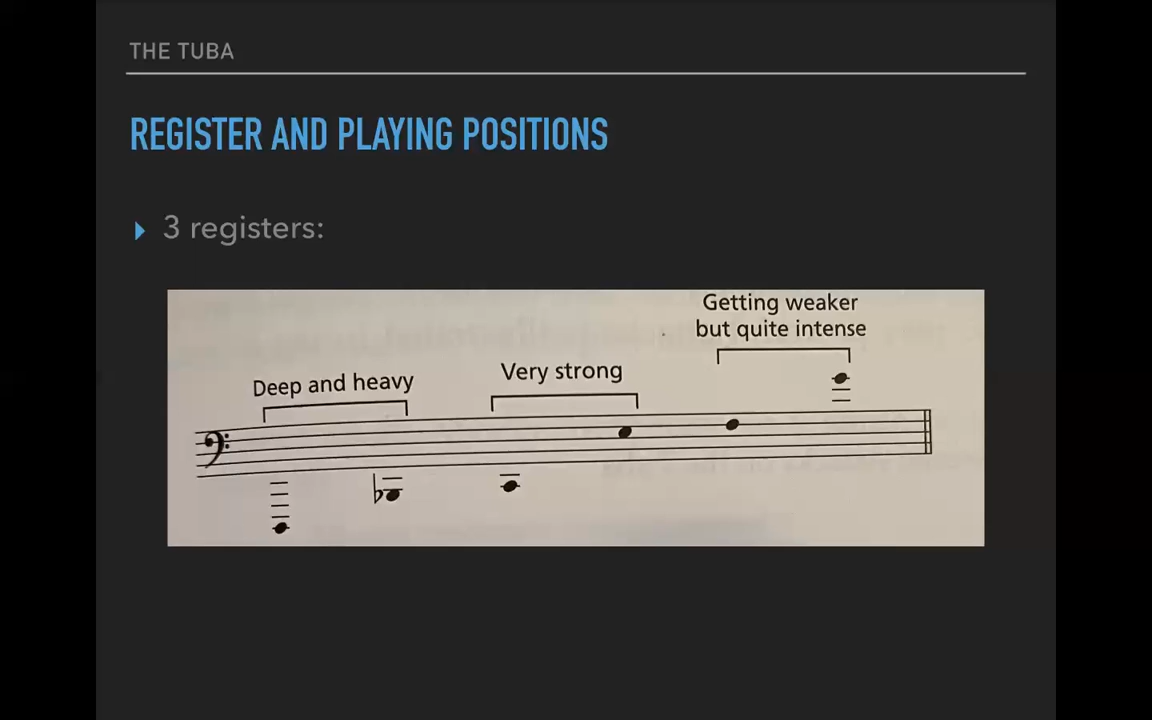 THE TUBA
REGISTER AND PLAYING POSITIONS
3 registers:
Deep and heavy
Very strong
Getting weaker
but quite intense